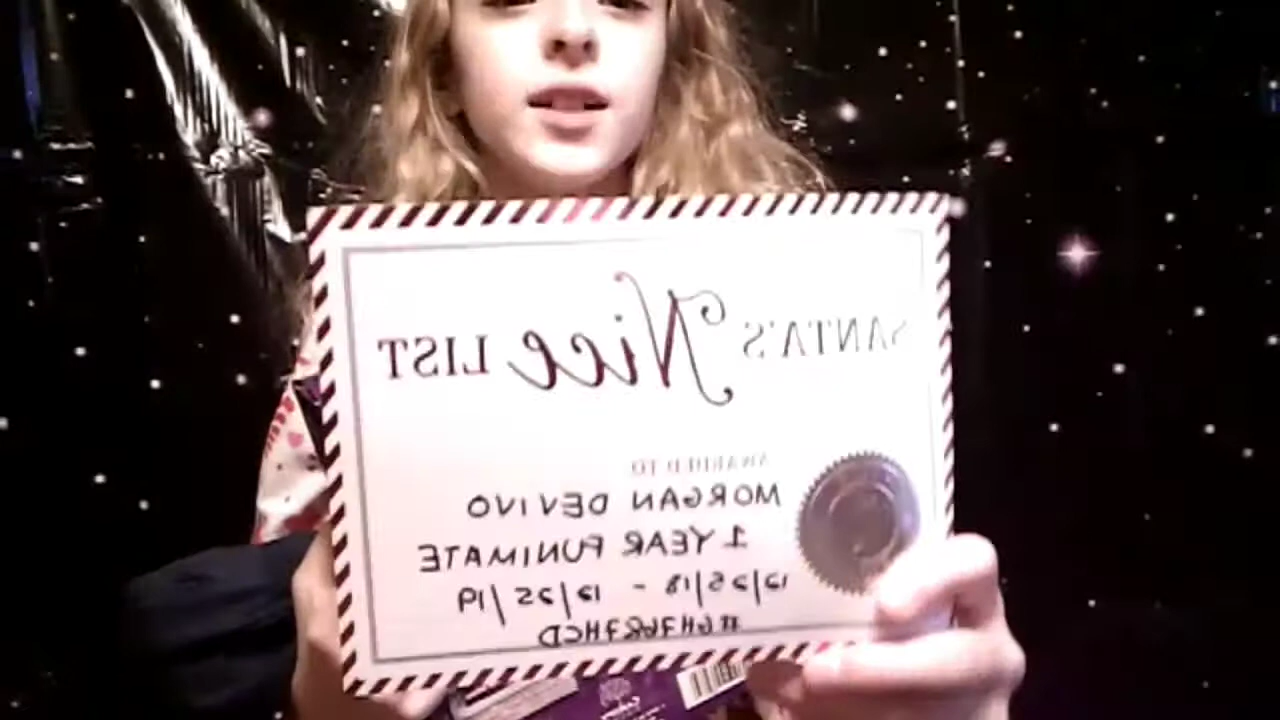 SANTA'S Nice LIST
AWARDED TO
MORGAN DEVIVO
1 YEAR FUNIMATE
12/25/18 - 12/25/19